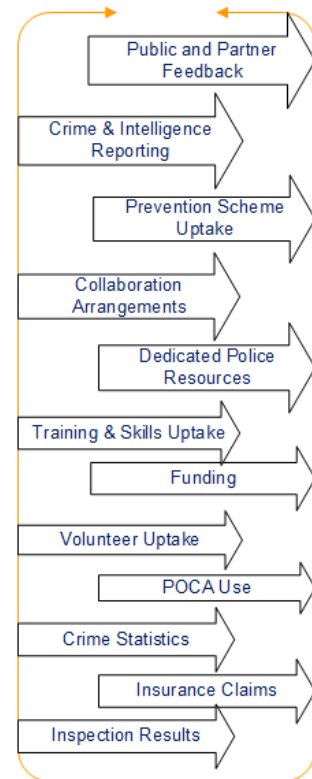 Public and Partner
Feedback
Crime & Intelligence
Reporting
Prevention Scheme
Uptake
Collaboration
Arrangements
Dedicated Police
Resources
Training & Skills Uptake
Funding
Volunteer Uptake
POCA Use
Crime Statistics
Insurance Claims
Inspection Results